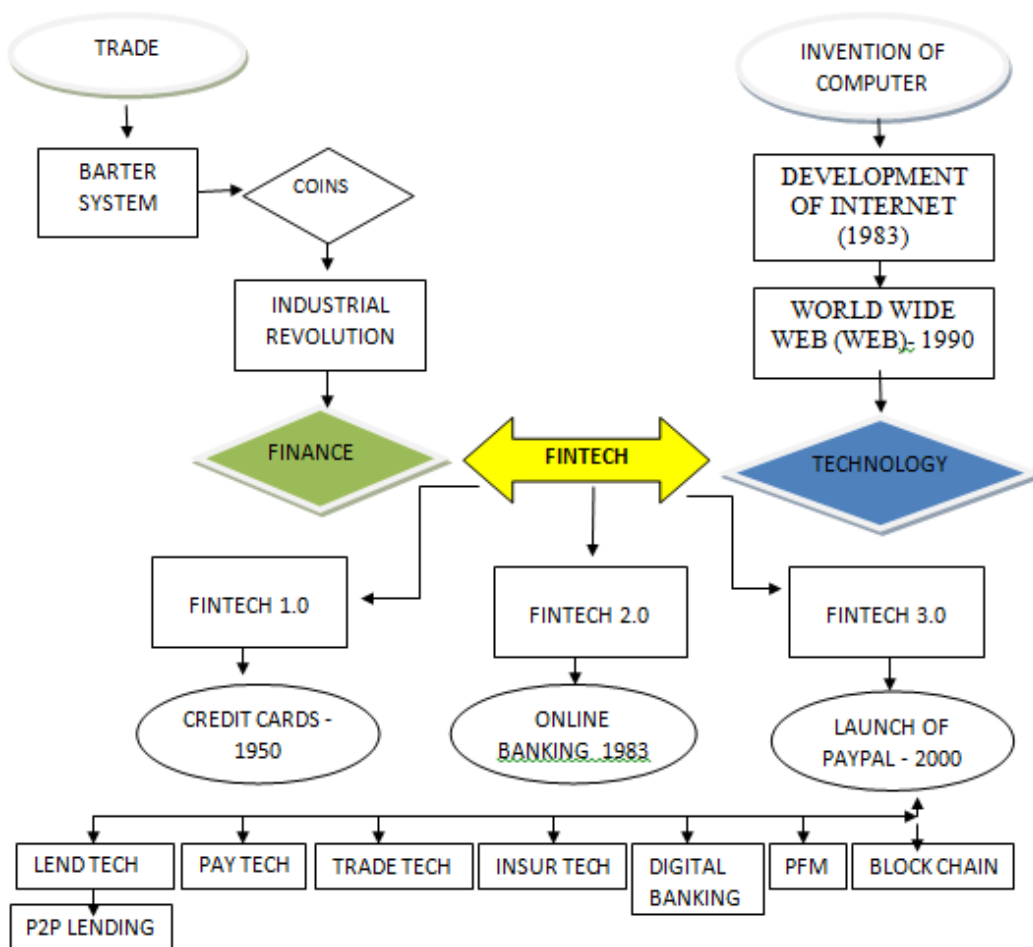 TRADE
INVENTION OF
COMPUTER
BARTER
SYSTEM
COINS
DEVELOPMENT
OF INTERNET
(1983)
INDUSTRIAL
REVOLUTION
WORLD WIDE
WEB (WEB)- 1990
FINANCE
FINTECH
TECHNOLOGY
FINTECH 1.0
FINTECH 2.0
FINTECH 3.0
CREDIT CARDS -
1950
ONLINE
BANKING 1983
LAUNCH OF
PAYPAL - 2000
LEND TECH
PAY TECH
TRADE TECH
INSUR TECH
DIGITAL
BANKING
PFM
BLOCK CHAIN
P2P LENDING